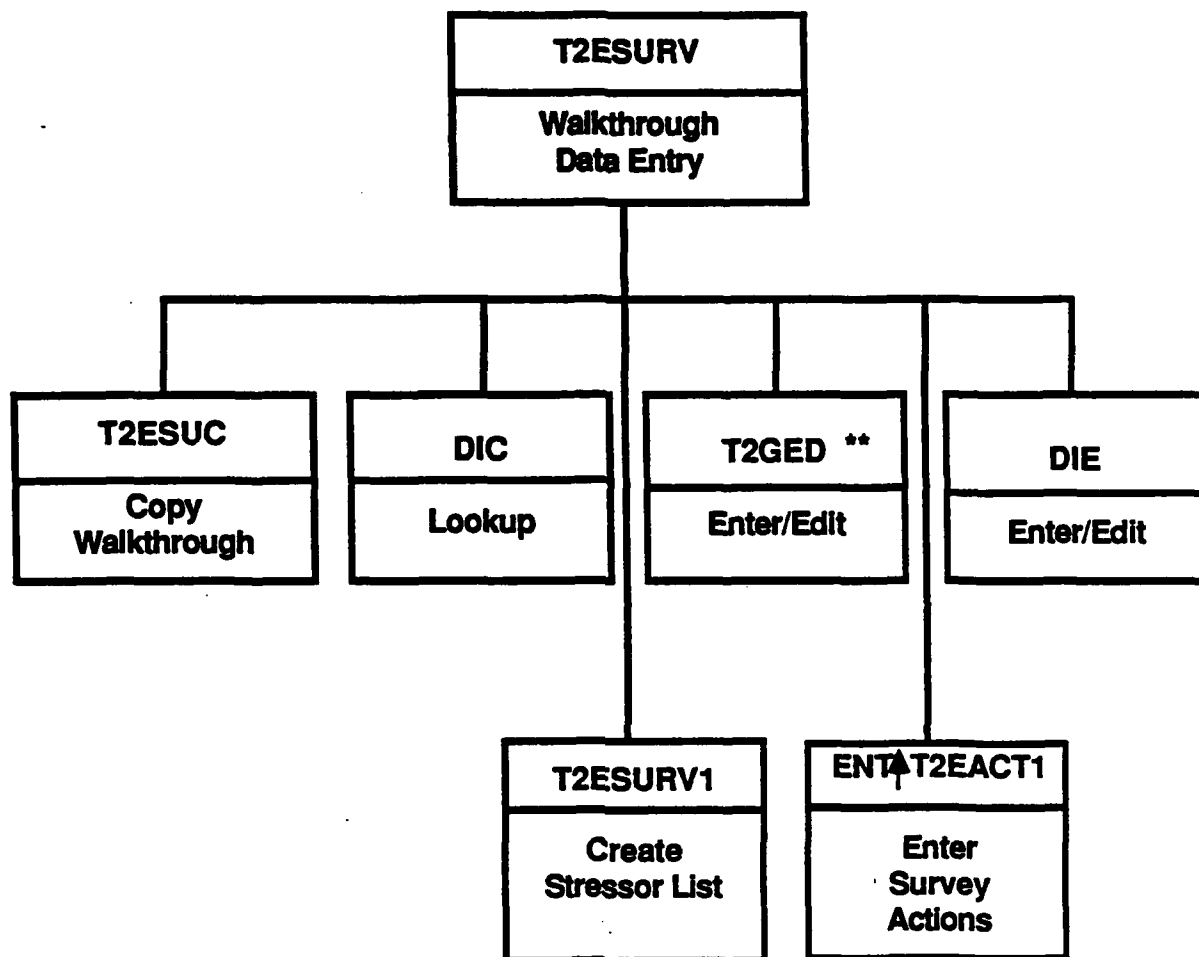 T2ESURV
Walkthrough
Data Entry
T2ESUC
Copy
Walkthrough
DIC
Lookup
T2GED **
Enter/Edit
DIE
Enter/Edit
T2ESURV1
Create
Stressor List
ENT↑T2EACT1
Enter
Survey
Actions